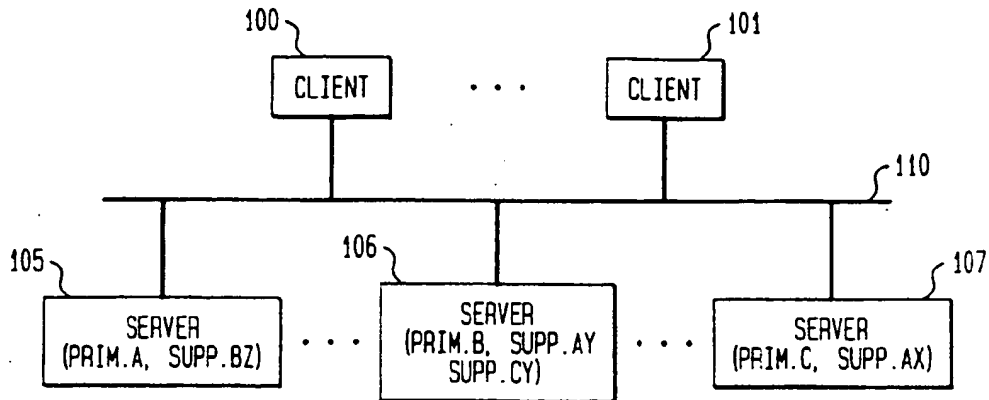 100
101
CLIENT
. . .
CLIENT
110
105
106
107
SERVER
(PRIM.A, SUPP.BZ)
. . .
SERVER
(PRIM.B, SUPP.AY
SUPP.CY)
. . .
SERVER
(PRIM.C, SUPP.AX)